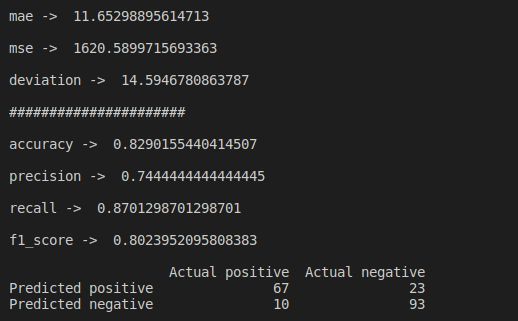 mae ->  11.65298895614713
mse ->  1620.5899715693363
deviation ->  14.5946780863787
######################
accuracy ->  0.8290155440414507
precision ->  0.7444444444444445
recall ->  0.8701298701298701
f1_score ->  0.8023952095808383
Actual positive  Actual negative
Predicted positive               67               23
Predicted negative               10               93